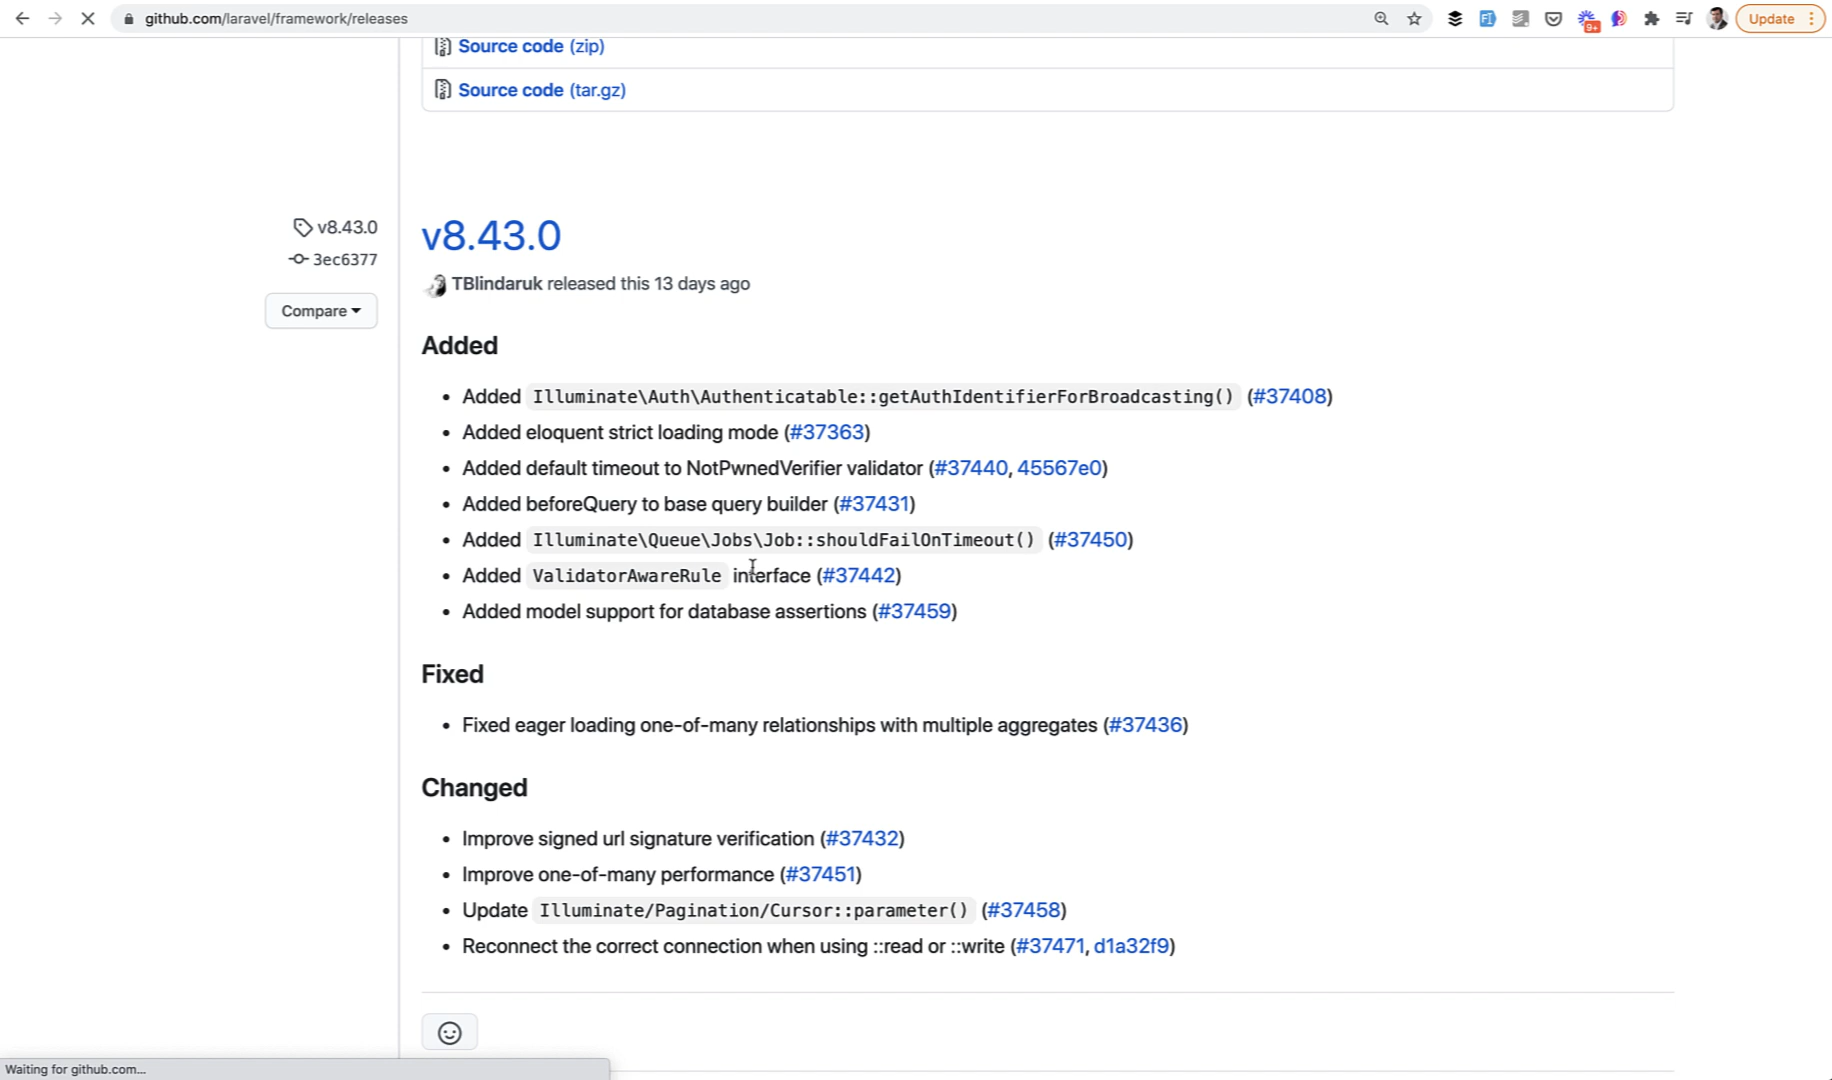 github.com/laravel/framework/releases
Update
9+
Source code (zip)
Source code (tar.gz)
v8.43.0
3ec6377
Compare
v8.43.0
TBlindaruk released this 13 days ago
Added
Added Illuminate\Auth\Authenticatable::getAuthIdentifierForBroadcasting() (#37408)
Added eloquent strict loading mode (#37363)
Added default timeout to NotPwnedVerifier validator (#37440, 45567e0)
Added beforeQuery to base query builder (#37431)
Added Illuminate\Queue\Jobs\Job::shouldFailOnTimeout() (#37450)
Added ValidatorAwareRule interface (#37442)
Added model support for database assertions (#37459)
Fixed
Fixed eager loading one-of-many relationships with multiple aggregates (#37436)
Changed
Improve signed url signature verification (#37432)
Improve one-of-many performance (#37451)
Update Illuminate/Pagination/Cursor::parameter() (#37458)
Reconnect the correct connection when using ::read or ::write (#37471, d1a32f9)
Waiting for github.com...